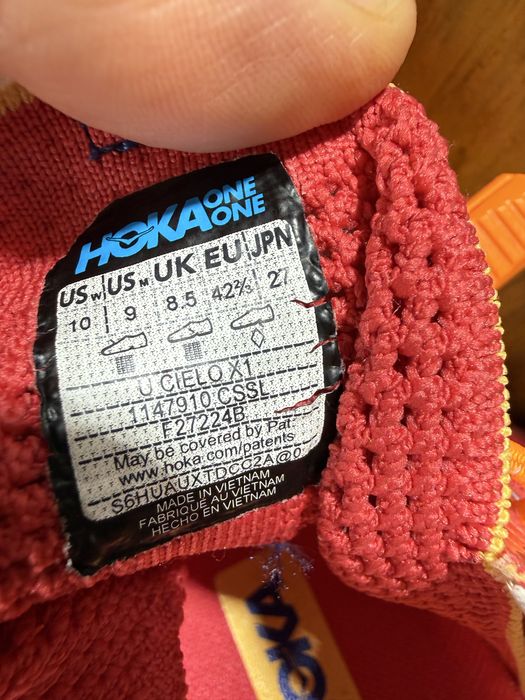 HOKA ONE ONE
US W US M UK EU JPN
10 9 8.5 42⅔ 27
U CIELO X1
1147910 CSSL
F27224B
May be covered by Pat.
www.hoka.com/patents
S6HUAUXTDCC2A@0
MADE IN VIETNAM
FABRIQUÉ AU VIETNAM
HECHO EN VIETNAM